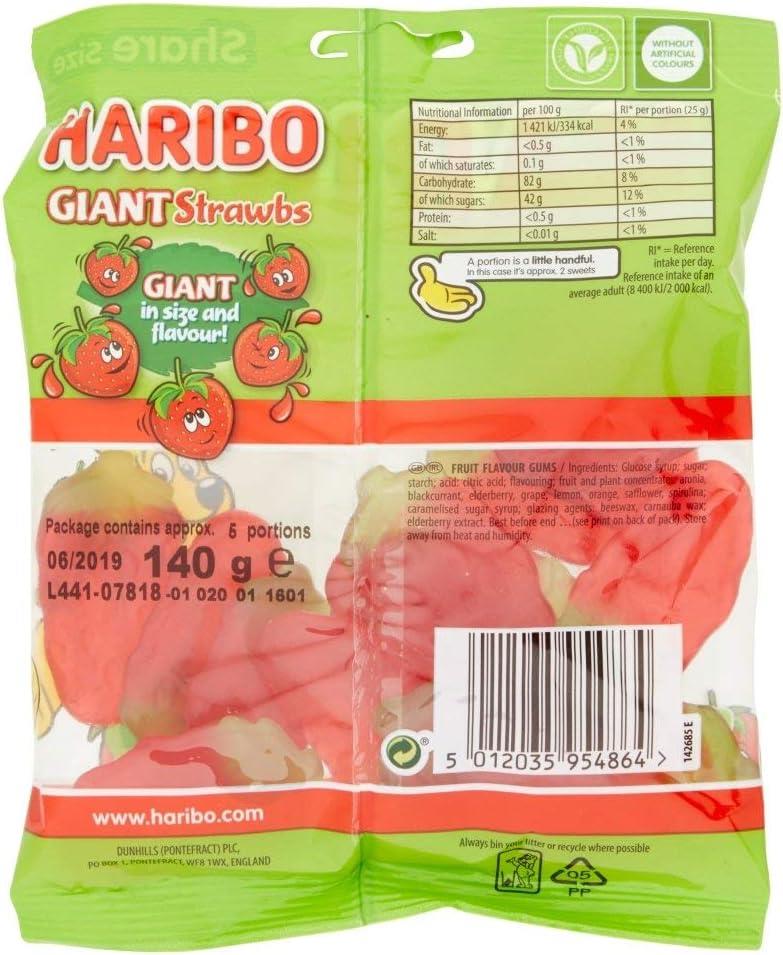 Share size
WITHOUT
ARTIFICIAL
COLOURS
HARIBO
GIANT Strawbs
GIANT
in size and
flavour!
Nutritional Information per 100 g RI* per portion (25 g)
Energy: 1 421 kJ/334 kcal 4 %
Fat: <0.5 g <1 %
of which saturates: 0.1 g <1 %
Carbohydrate: 82 g 8 %
of which sugars: 42 g 12 %
Protein: <0.5 g <1 %
Salt: <0.01 g <1 %
A portion is a little handful.
In this case it's approx. 2 sweets
RI* = Reference
intake per day.
Reference intake of an
average adult (8 400 kJ/2 000 kcal).
GB IRL FRUIT FLAVOUR GUMS / Ingredients: Glucose syrup; sugar;
starch; acid: citric acid; flavouring; fruit and plant concentrates: aronia,
blackcurrant, elderberry, grape, lemon, orange, safflower, spirulina;
caramelised sugar syrup; glazing agents: beeswax, carnauba wax;
elderberry extract. Best before end …(see print on back of pack). Store
away from heat and humidity.
Package contains approx. 5 portions
06/2019 140 g e
L441-07818 -01 020 01 1601
5 012035 954864 >
142685 E
®
www.haribo.com
DUNHILLS (PONTEFRACT) PLC,
PO BOX 1, PONTEFRACT, WF8 1WX, ENGLAND
Always bin your litter or recycle where possible
05
PP